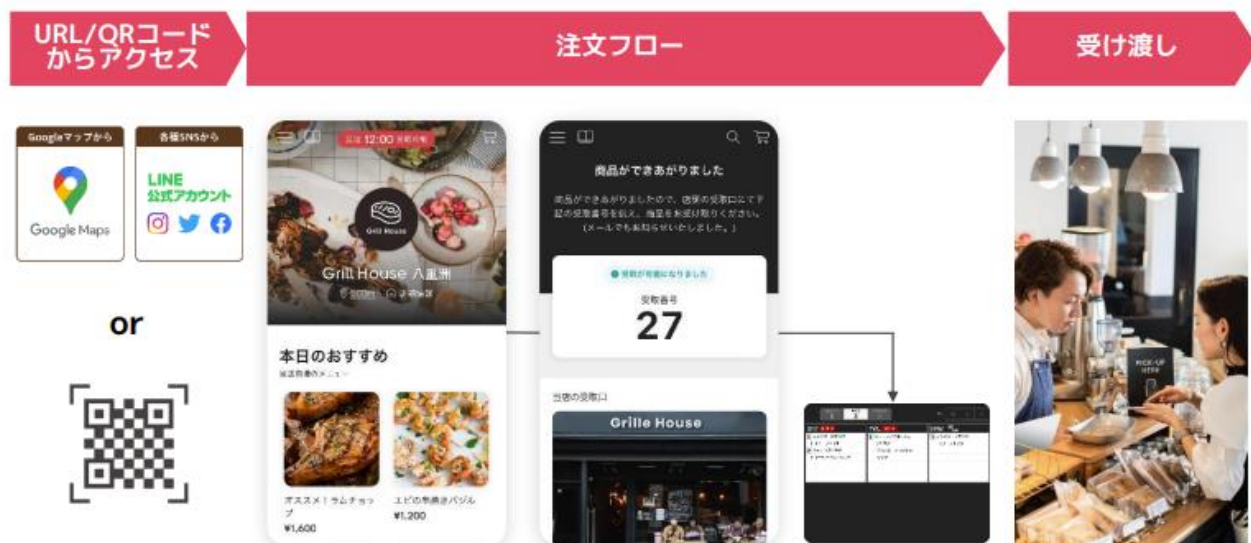 URL/QRコード
からアクセス
注文フロー
受け渡し
Googleマップから
各種SNSから
Google Maps
LINE
公式アカウント
or
12:00
Grill House
Grill House 八重洲
本日のおすすめ
オススメ！ラムチョッ
プ
¥1,600
エビの串焼きバジル
¥1,200
商品ができあがりました
商品ができあがりましたので、店頭の受取口にて下
記の受取番号を伝え、商品をお受け取りください。
(メールでもお知らせいたしました。)
受取が可能になりました
受取番号
27
当店の受取口
Grille House
PICK-UP
HERE